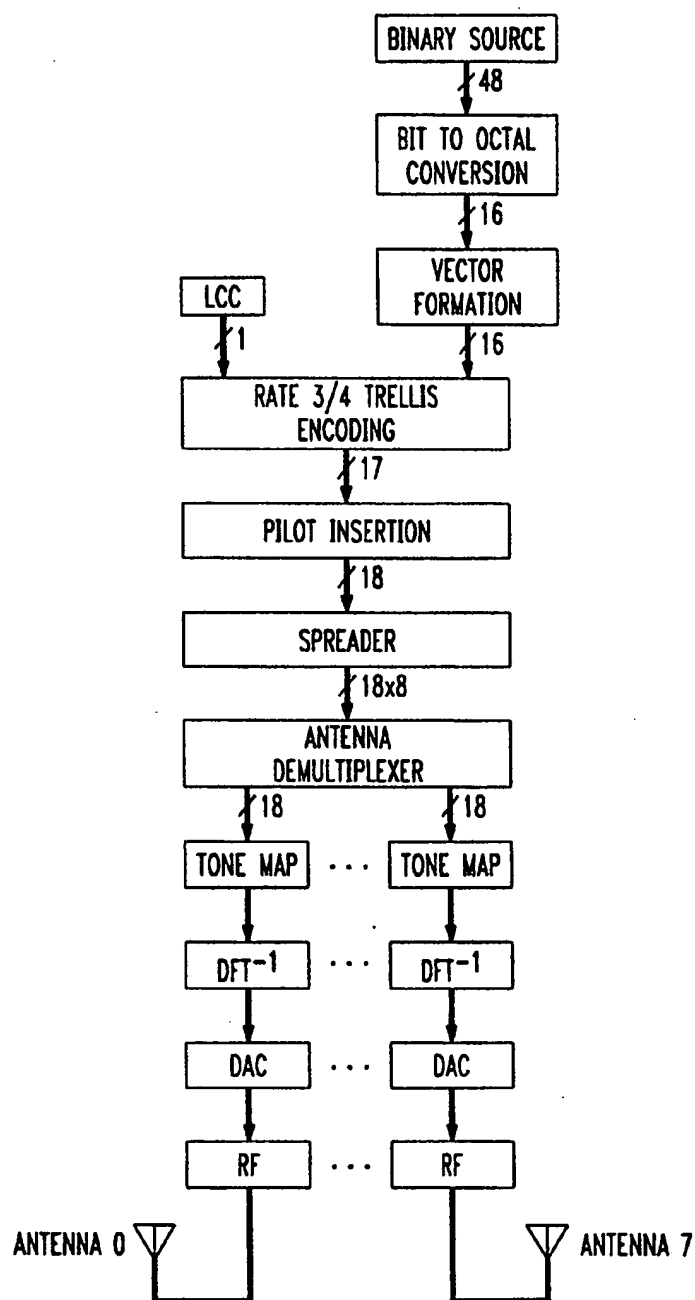 BINARY SOURCE
48
BIT TO OCTAL
CONVERSION
16
VECTOR
FORMATION
LCC
1
16
RATE 3/4 TRELLIS
ENCODING
17
PILOT INSERTION
18
SPREADER
18x8
ANTENNA
DEMULTIPLEXER
18 18
TONE MAP ... TONE MAP
DFT⁻¹ ... DFT⁻¹
DAC ... DAC
RF ... RF
ANTENNA 0 ANTENNA 7